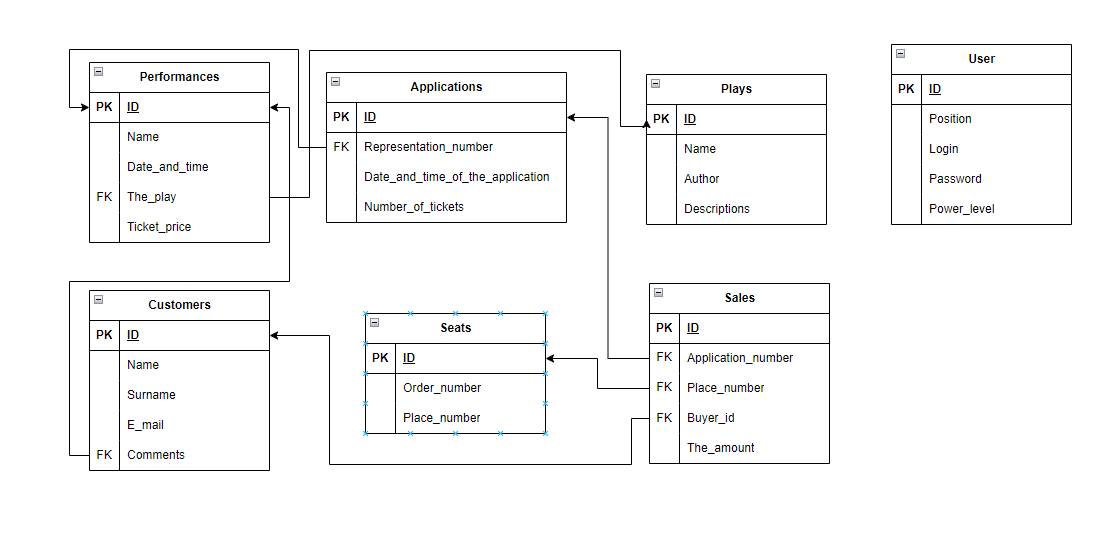 Performances
PK ID
Name
Date_and_time
FK The_play
Ticket_price
Applications
PK ID
FK Representation_number
Date_and_time_of_the_application
Number_of_tickets
Plays
PK ID
Name
Author
Descriptions
User
PK ID
Position
Login
Password
Power_level
Customers
PK ID
Name
Surname
E_mail
FK Comments
Seats
PK ID
Order_number
Place_number
Sales
PK ID
FK Application_number
FK Place_number
FK Buyer_id
The_amount